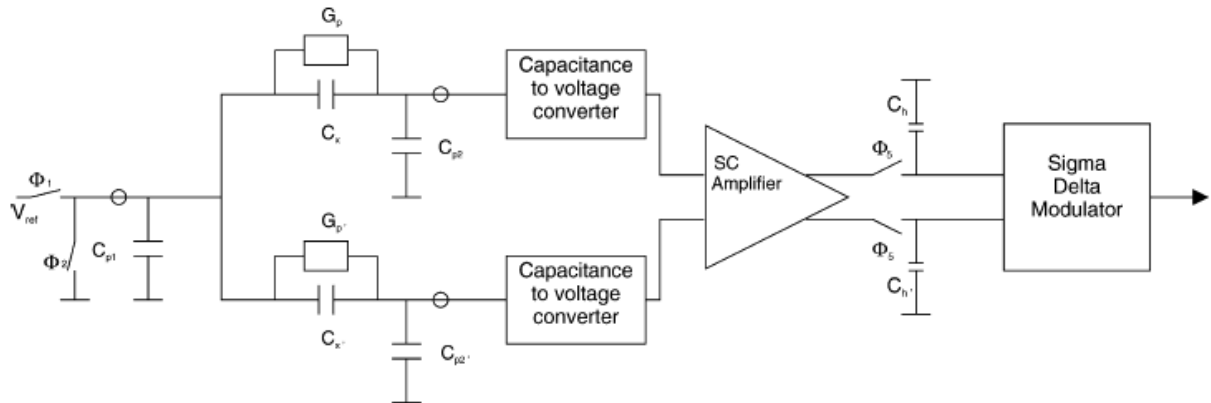 Gp
Capacitance
to voltage
converter
Cx
Cp2
Ch
Φ5
SC
Amplifier
Sigma
Delta
Modulator
Φ1
Vref
Φ2
Cp1
Gp'
Capacitance
to voltage
converter
Cx'
Cp2'
Φ5
Ch'